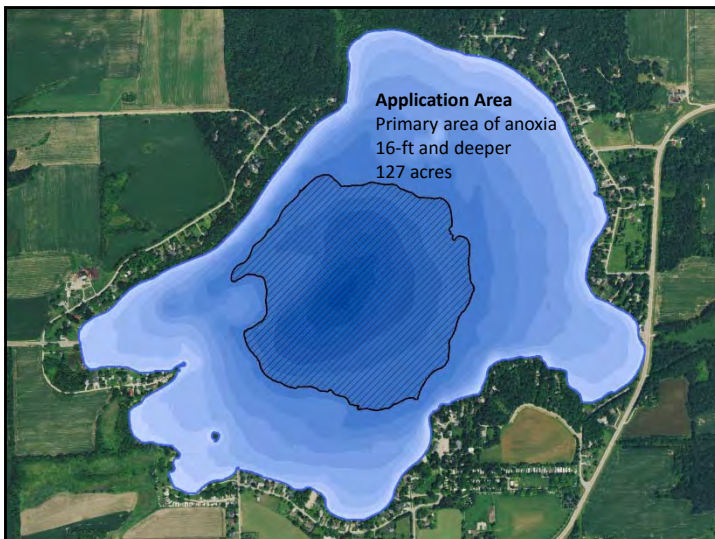 Application Area
Primary area of anoxia
16-ft and deeper
127 acres